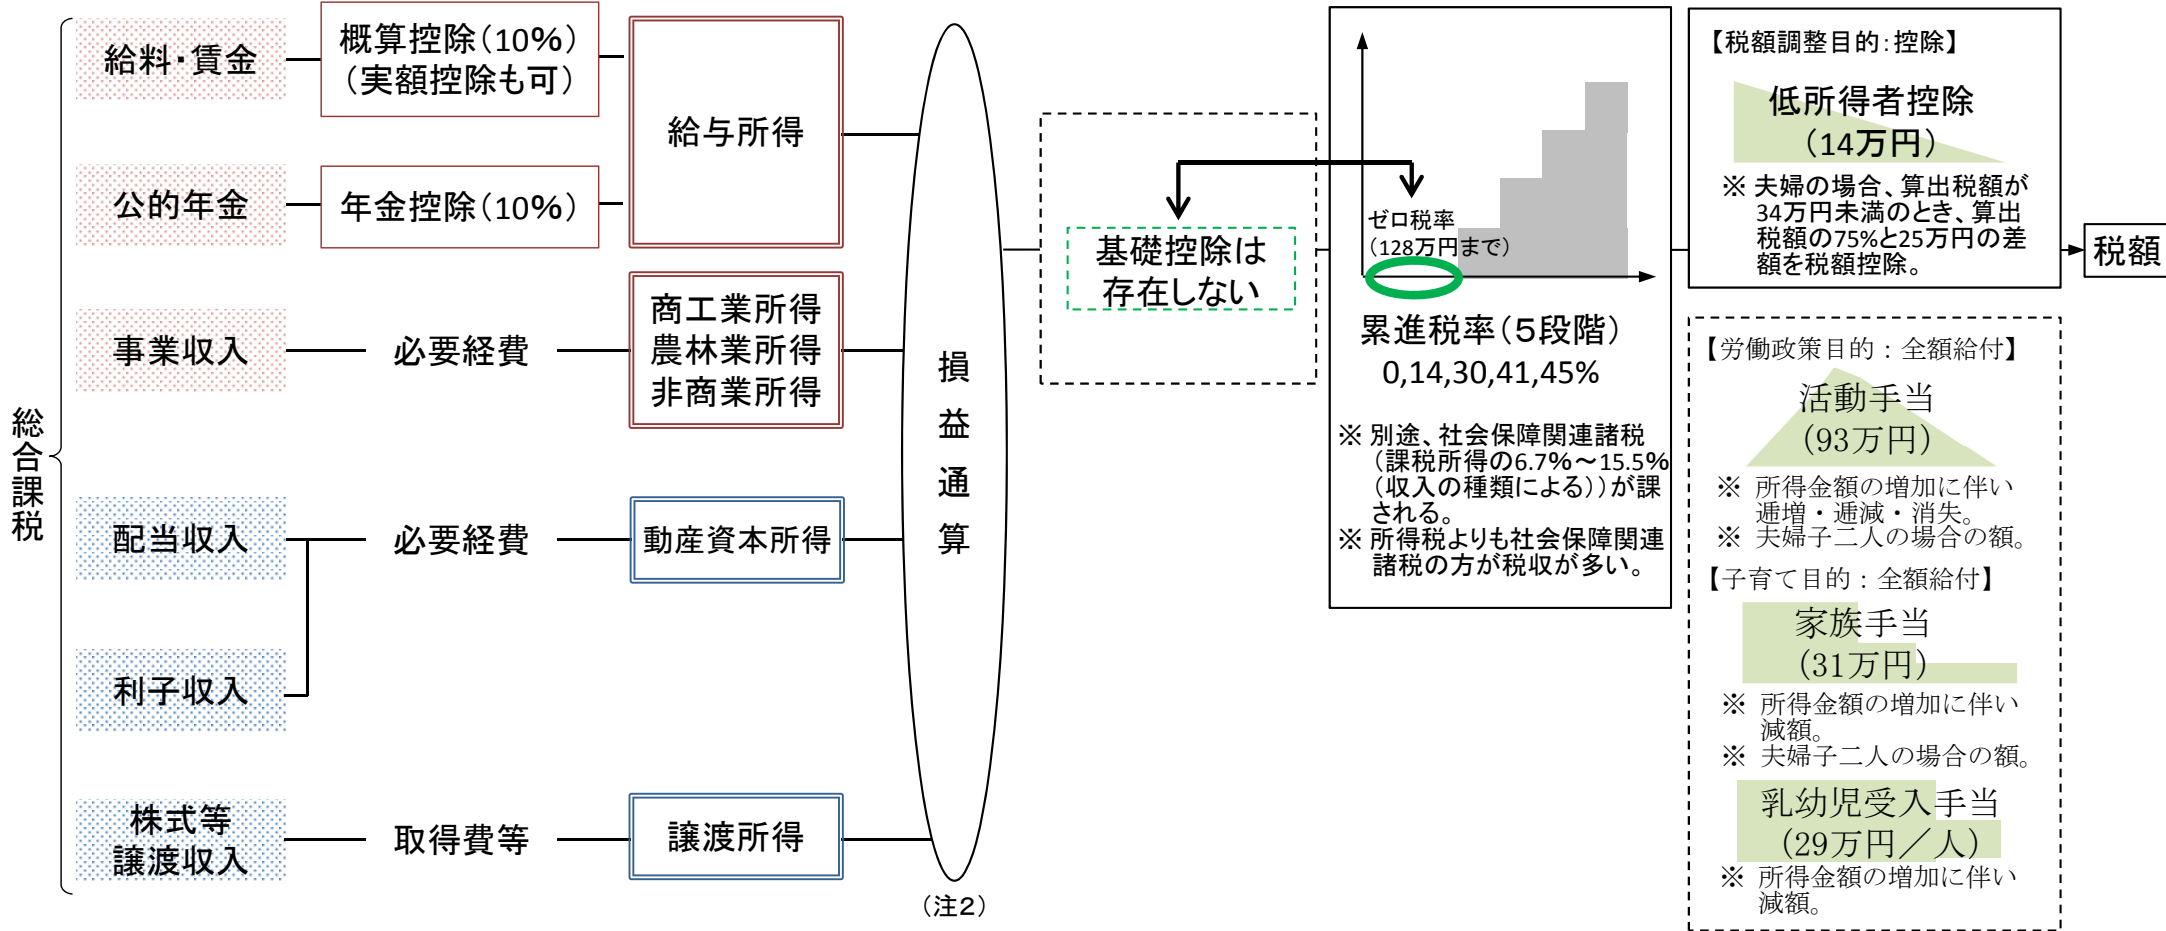 総合課税
給料・賃金
概算控除（10％）
（実額控除も可）
公的年金
年金控除（10％）
給与所得
事業収入
必要経費
商工業所得
農林業所得
非商業所得
配当収入
必要経費
動産資本所得
利子収入
株式等
譲渡収入
取得費等
譲渡所得
損益通算
（注２）
基礎控除は
存在しない
ゼロ税率
（128万円まで）
累進税率（５段階）
0,14,30,41,45%
※ 別途、社会保障関連諸税
（課税所得の6.7％～15.5％
（収入の種類による））が課
される。
※ 所得税よりも社会保障関連
諸税の方が税収が多い。
【税額調整目的：控除】
低所得者控除
（14万円）
※ 夫婦の場合、算出税額が
34万円未満のとき、算出
税額の75%と25万円の差
額を税額控除。
税額
【労働政策目的：全額給付】
活動手当
（93万円）
※ 所得金額の増加に伴い
逓増・逓減・消失。
※ 夫婦子二人の場合の額。
【子育て目的：全額給付】
家族手当
（31万円）
※ 所得金額の増加に伴い
減額。
※ 夫婦子二人の場合の額。
乳幼児受入手当
（29万円／人）
※ 所得金額の増加に伴い
減額。